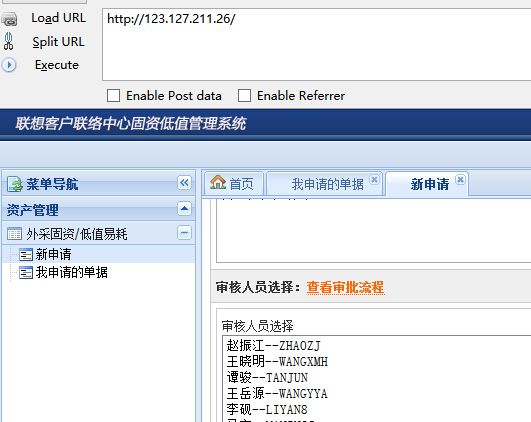 Load URL
http://123.127.211.26/
Split URL
Execute
Enable Post data
Enable Referrer
联想客户联络中心固资低值管理系统
菜单导航
首页
我申请的单据
新申请
资产管理
外采固资/低值易耗
新申请
我申请的单据
审核人员选择：查看审批流程
审核人员选择
赵振江--ZHAOZJ
王晓明--WANGXMH
谭骏--TANJUN
王岳源--WANGYYA
李砚--LIYAN8